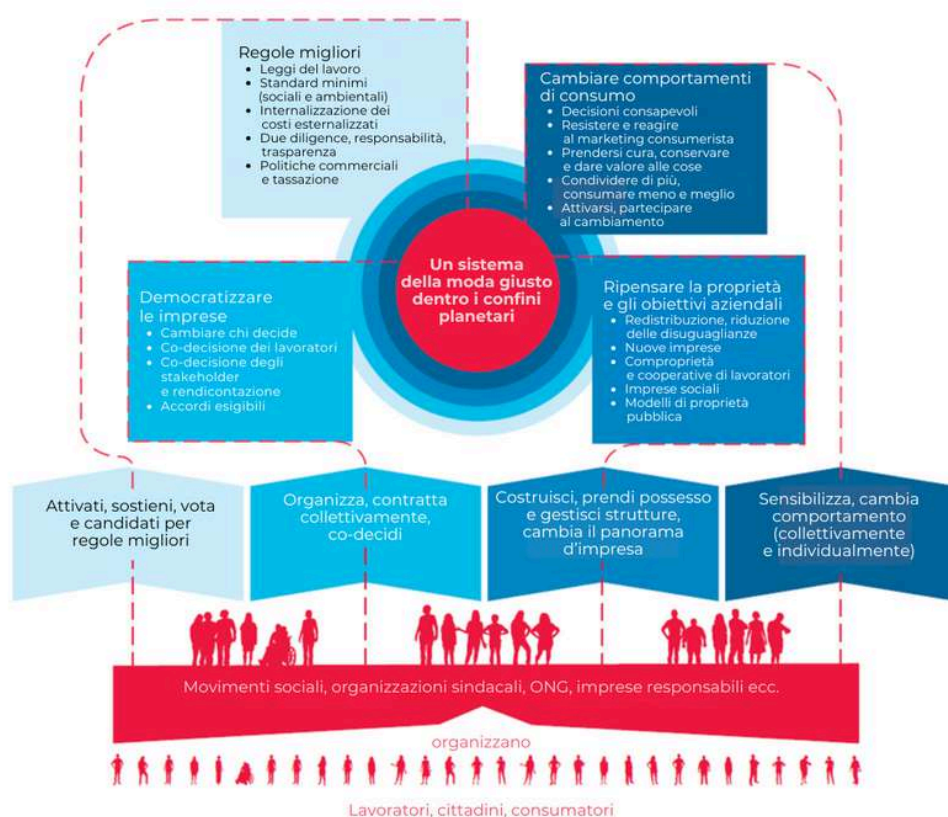 Regole migliori
• Leggi del lavoro
• Standard minimi
(sociali e ambientali)
• Internalizzazione dei
costi esternalizzati
• Due diligence, responsabilità,
trasparenza
• Politiche commerciali
e tassazione
Cambiare comportamenti
di consumo
• Decisioni consapevoli
• Resistere e reagire
al marketing consumerista
• Prendersi cura, conservare
e dare valore alle cose
• Condividere di più,
consumare meno e meglio
• Attivarsi, partecipare
al cambiamento
Un sistema
della moda giusto
dentro i confini
planetari
Democratizzare
le imprese
• Cambiare chi decide
• Co-decisione dei lavoratori
• Co-decisione degli
stakeholder
e rendicontazione
• Accordi esigibili
Ripensare la proprietà
e gli obiettivi aziendali
• Redistribuzione, riduzione
delle disuguaglianze
• Nuove imprese
• Comproprietà
e cooperative di lavoratori
• Imprese sociali
• Modelli di proprietà
pubblica
Attivati, sostieni, vota
e candidati per
regole migliori
Organizza, contratta
collettivamente,
co-decidi
Costruisci, prendi possesso
e gestisci strutture,
cambia il panorama
d'impresa
Sensibilizza, cambia
comportamento
(collettivamente
e individualmente)
Movimenti sociali, organizzazioni sindacali, ONG, imprese responsabili ecc.
organizzano
Lavoratori, cittadini, consumatori